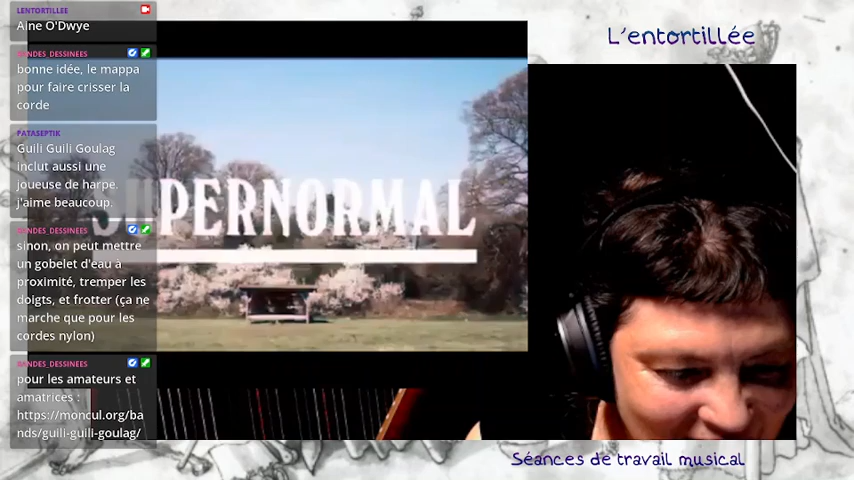 LENTORTILLEE
Aine O'Dwye
bonne idée, le mappa
pour faire crisser la
corde
PATASEPTIK
Guili Guili Goulag
inclut aussi une
joueuse de harpe.
j'aime beaucoup.
sinon, on peut mettre
un gobelet d'eau à
proximité, tremper les
doigts, et frotter (ça ne
marche que pour les
cordes nylon)
BANDES_DESSINEES
pour les amateurs et
amatrices :
https://moncul.org/ba
nds/guili-guili-goulag/
SUPERNORMAL
L'entortillée
Séances de travail musical